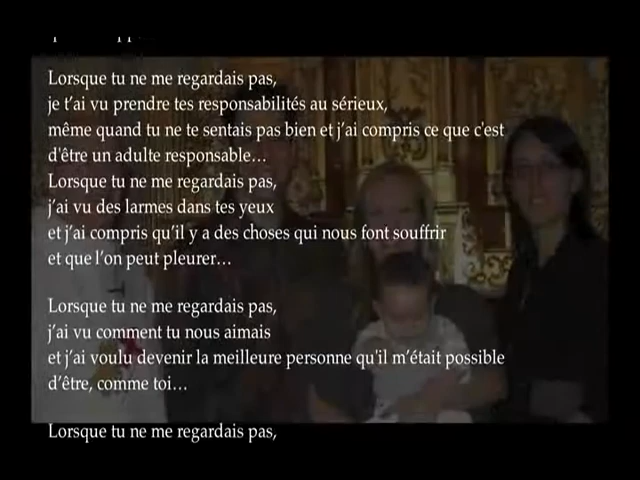 Lorsque tu ne me regardais pas,
je t'ai vu prendre tes responsabilités au sérieux,
même quand tu ne te sentais pas bien et j'ai compris ce que c'est
d'être un adulte responsable…
Lorsque tu ne me regardais pas,
j'ai vu des larmes dans tes yeux
et j'ai compris qu'il y a des choses qui nous font souffrir
et que l'on peut pleurer…
Lorsque tu ne me regardais pas,
j'ai vu comment tu nous aimais
et j'ai voulu devenir la meilleure personne qu'il m'était possible
d'être, comme toi…
Lorsque tu ne me regardais pas,